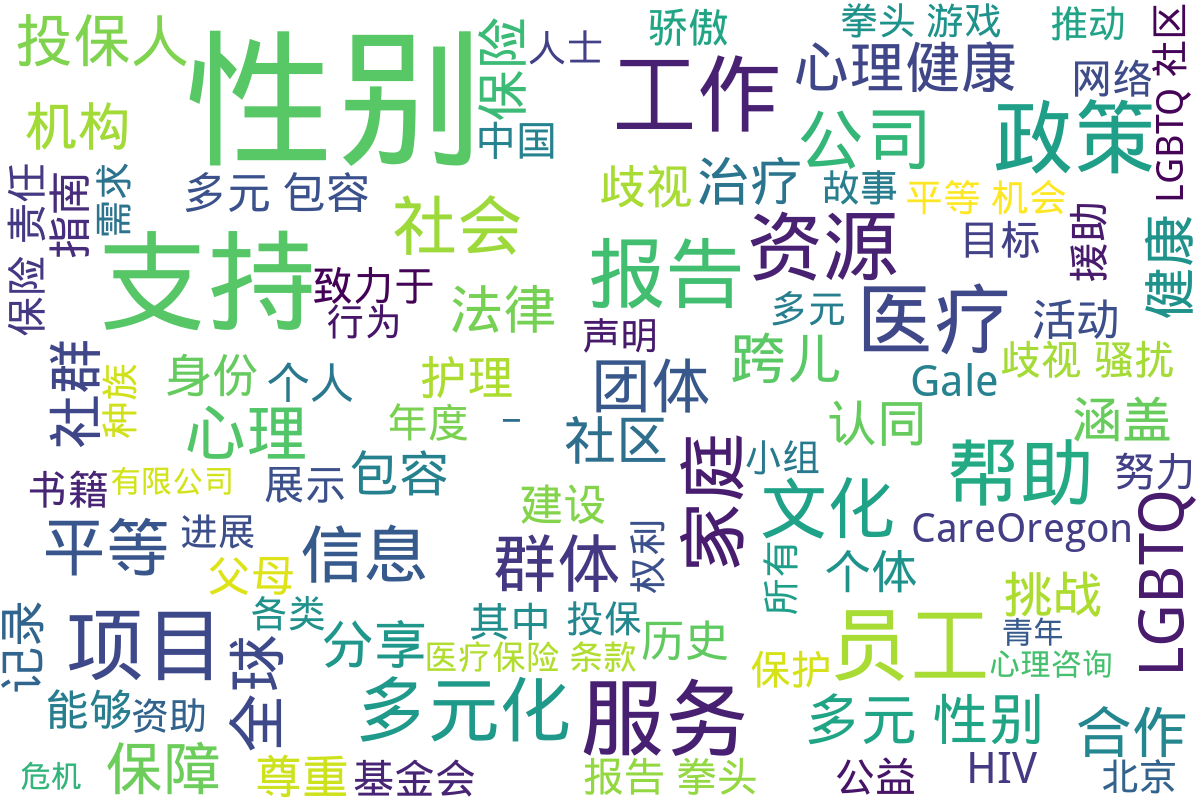 投保人
性别
保险
人士
骄傲
拳头 游戏
推动
LGBTQ 社区
工作
心理健康
网络
机构
中国
公司
政策
责任
指南
需求
多元 包容
社会
歧视
治疗
故事
平等 机会
支持
报告
资源
目标
援助
健康
保险
致力于
行为
法律
声明
多元
医疗
活动
社群
种族
身份
个人
护理
团体
跨儿
Gale
歧视 骚扰
心理
年度
–
社区
家庭
认同
涵盖
书籍
有限公司
展示
包容
小组
帮助
努力
建设
文化
平等
进展
信息
群体
权利
CareOregon
LGBTQ
父母
所有
个体
挑战
记录
项目
全球
各类
分享
其中
投保
历史
员工
青年
医疗保险 条款
保护
心理咨询
能够
资助
多元化
服务
多元 性别
合作
危机
保障
尊重
基金会
报告 拳头
公益
HIV
北京